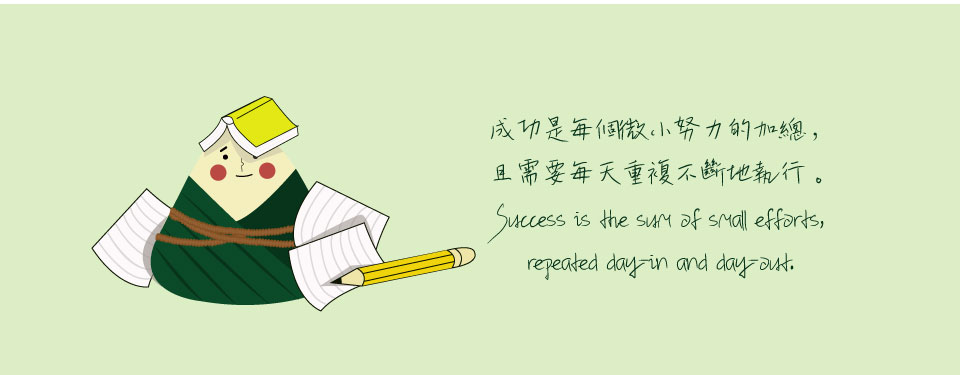 成功是每個微小努力的加總，
且需要每天重複不斷地執行。
Success is the sum of small efforts,
repeated day-in and day-out.